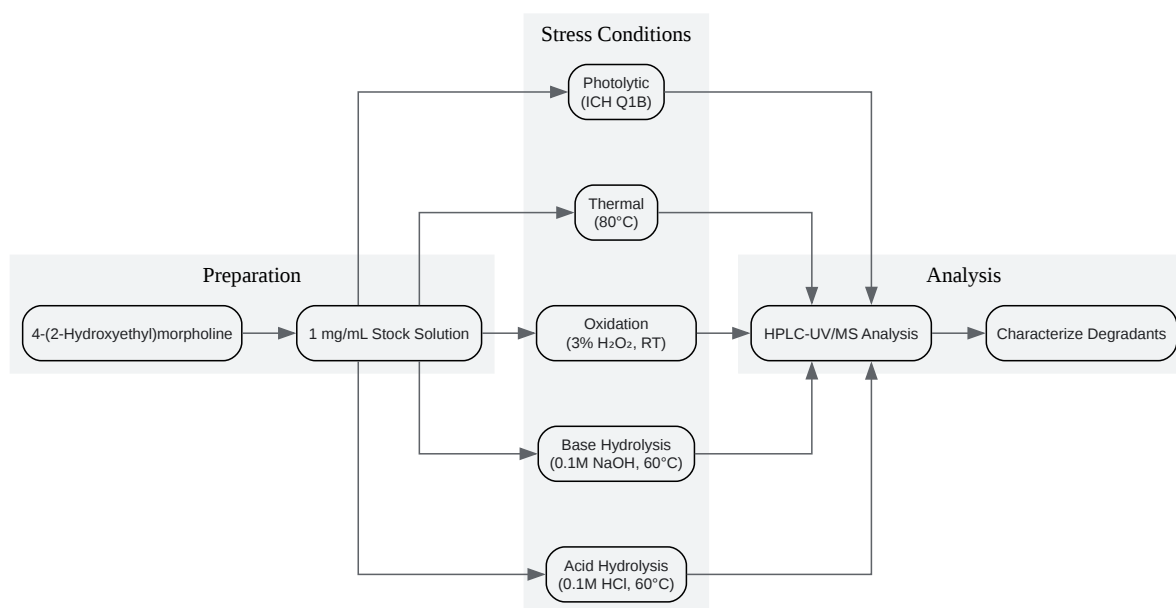 Stress Conditions
Photolytic
(ICH Q1B)
Thermal
(80°C)
Preparation
4-(2-Hydroxyethyl)morpholine
1 mg/mL Stock Solution
Oxidation
(3% H₂O₂, RT)
Analysis
HPLC-UV/MS Analysis
Characterize Degradants
Base Hydrolysis
(0.1M NaOH, 60°C)
Acid Hydrolysis
(0.1M HCl, 60°C)